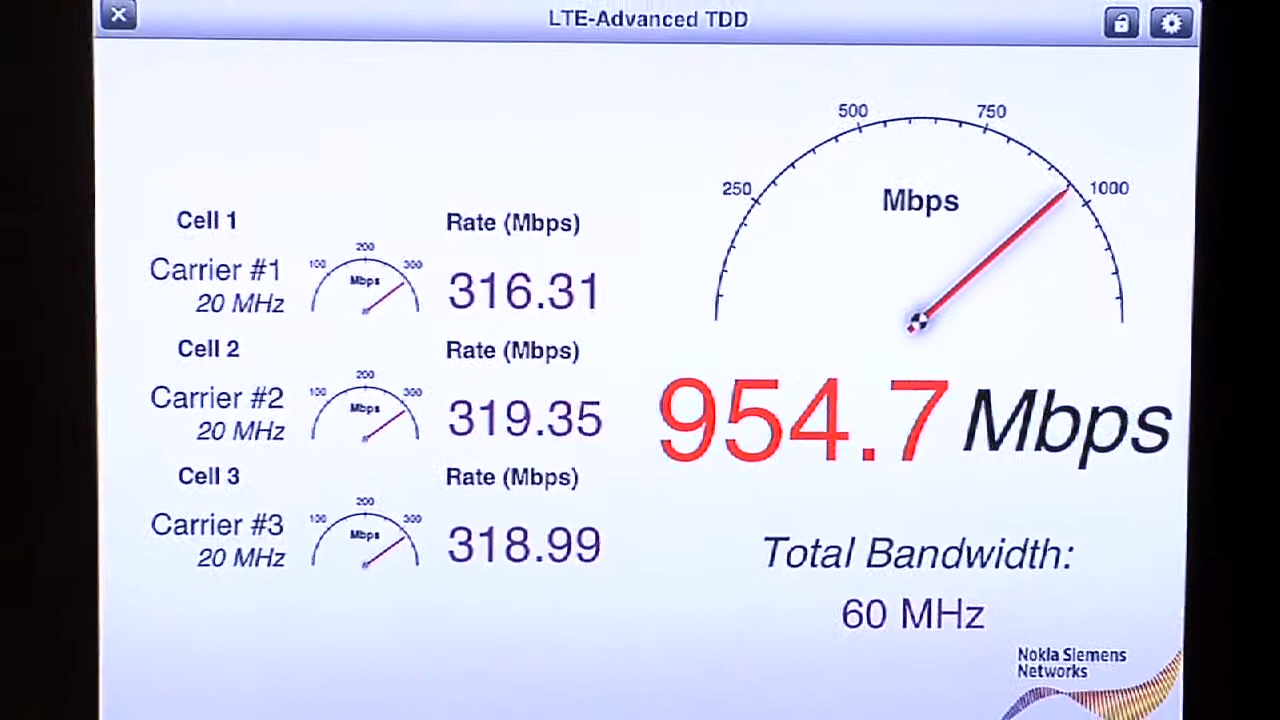 LTE-Advanced TDD
Cell 1
Rate (Mbps)
Carrier #1
20 MHz
100
200
300
Mbps
316.31
Cell 2
Rate (Mbps)
Carrier #2
20 MHz
100
200
300
Mbps
319.35
Cell 3
Rate (Mbps)
Carrier #3
20 MHz
100
200
300
Mbps
318.99
250
500
750
1000
Mbps
954.7 Mbps
Total Bandwidth:
60 MHz
Nokia Siemens
Networks